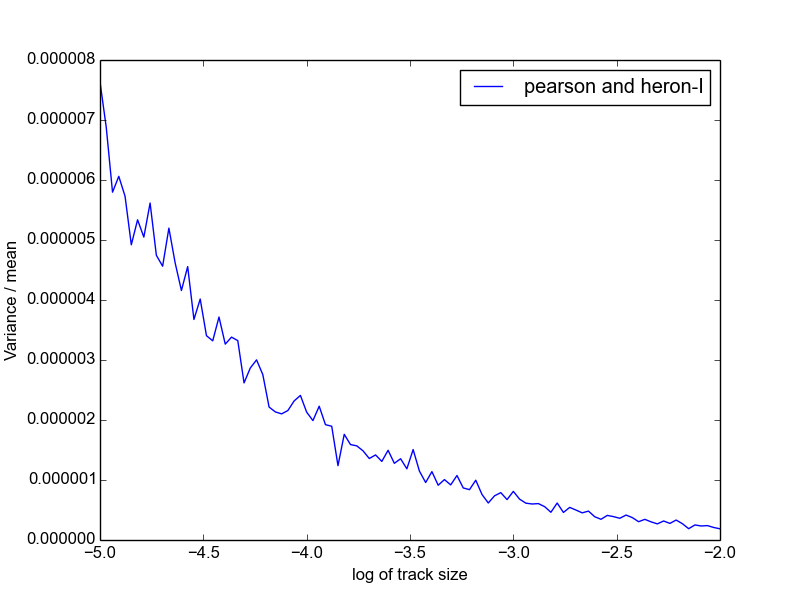 0.000008
pearson and heron-I
0.000007
0.000006
0.000005
Variance / mean
0.000004
0.000003
0.000002
0.000001
0.000000
−5.0 −4.5 −4.0 −3.5 −3.0 −2.5 −2.0
log of track size